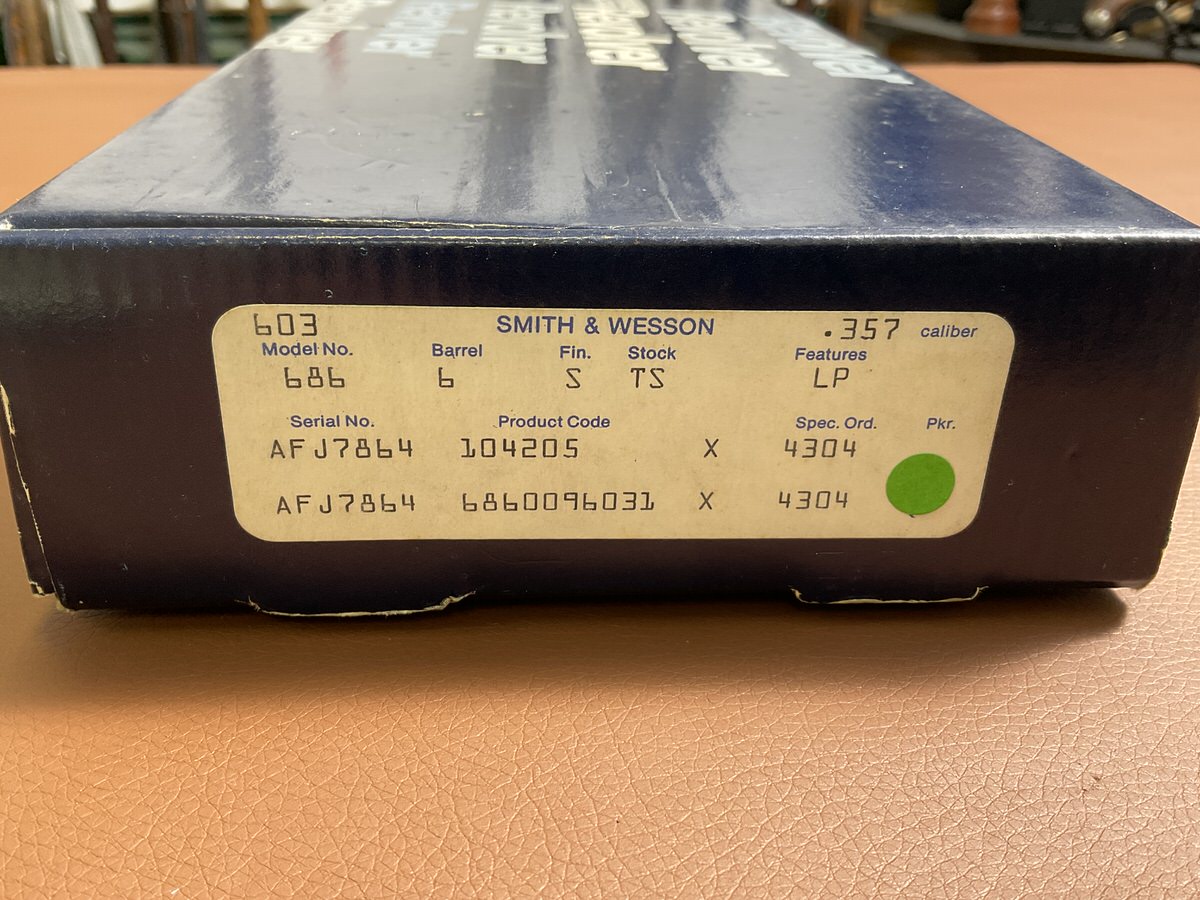 603 SMITH & WESSON .357 caliber
Model No. Barrel Fin. Stock Features
686 6 S TS LP
Serial No. Product Code Spec. Ord. Pkr.
AFJ7864 104205 X 4304
AFJ7864 6860096031 X 4304